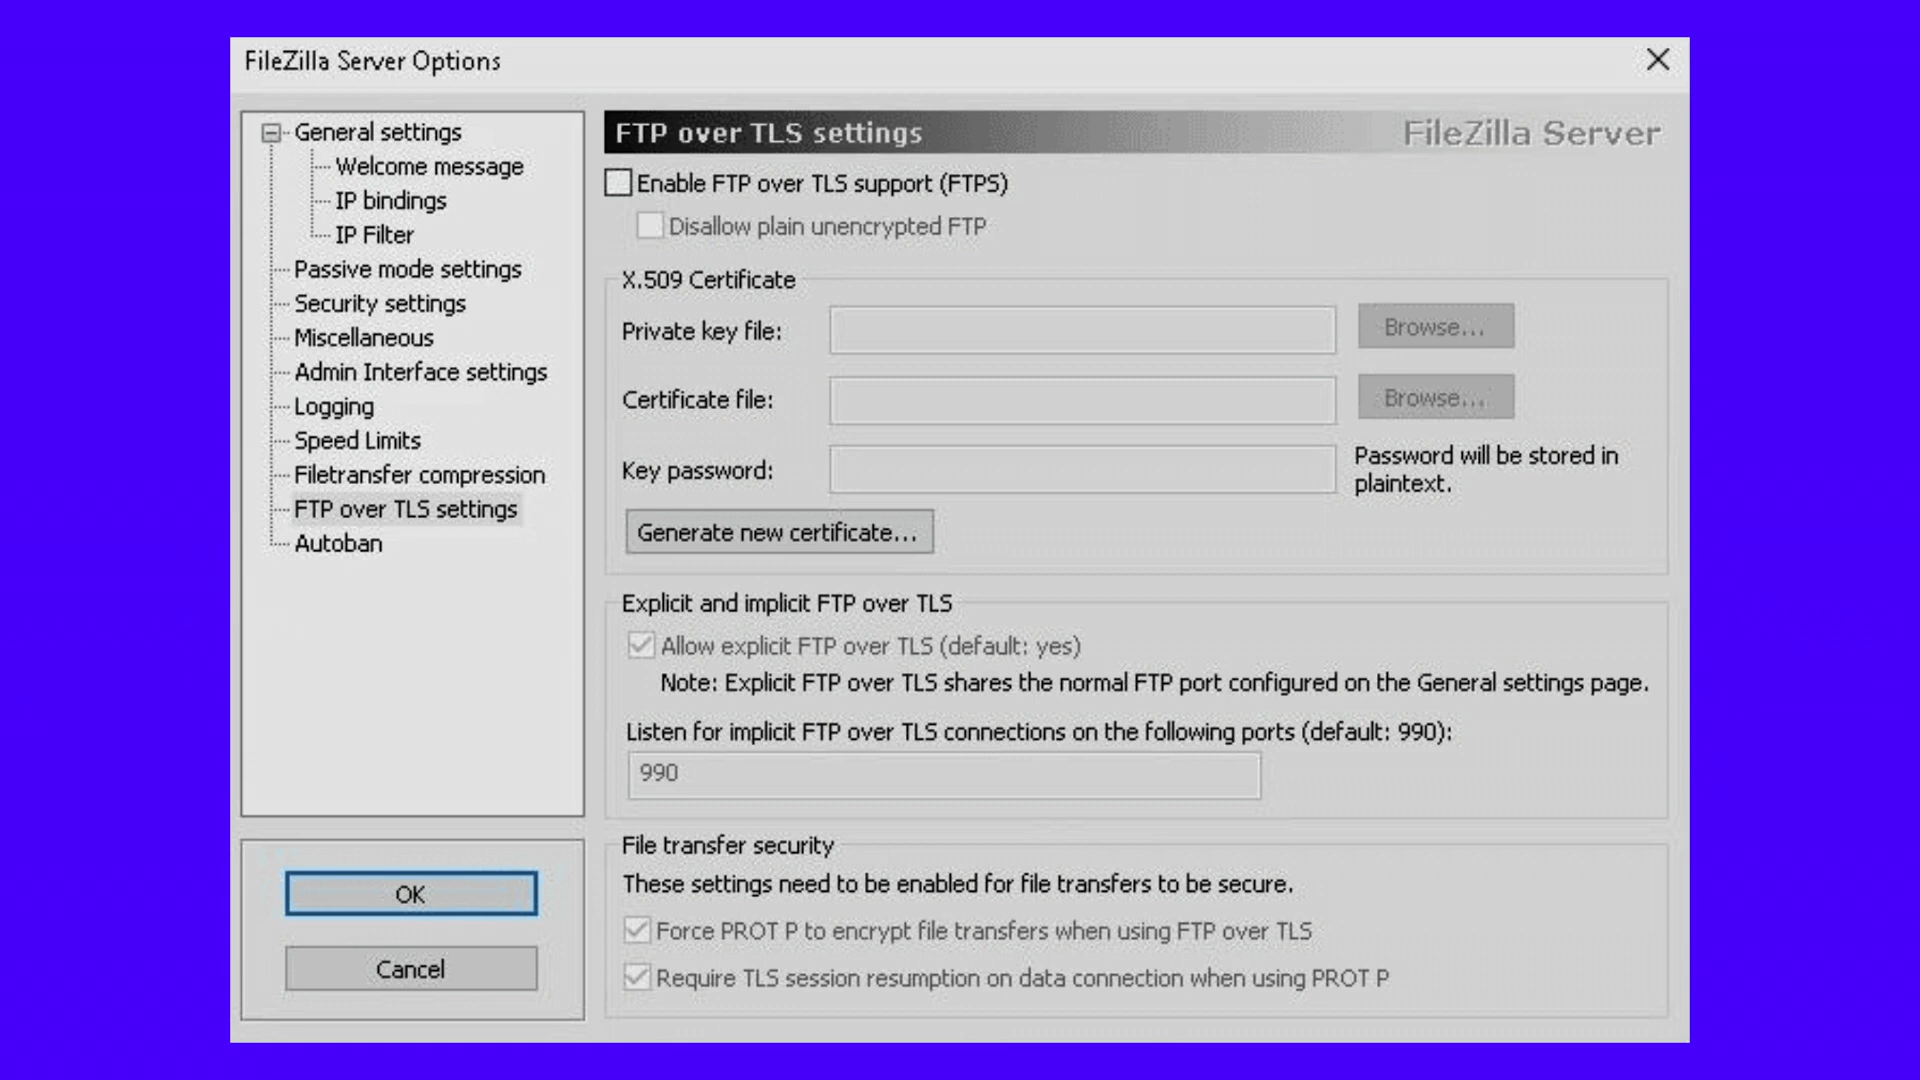 FileZilla Server Options
General settings
Welcome message
IP bindings
IP Filter
Passive mode settings
Security settings
Miscellaneous
Admin Interface settings
Logging
Speed Limits
Filetransfer compression
FTP over TLS settings
Autoban
OK
Cancel
FTP over TLS settings
FileZilla Server
Enable FTP over TLS support (FTPS)
Disallow plain unencrypted FTP
X.509 Certificate
Private key file:
Browse...
Certificate file:
Browse...
Key password:
Password will be stored in
plaintext.
Generate new certificate...
Explicit and implicit FTP over TLS
Allow explicit FTP over TLS (default: yes)
Note: Explicit FTP over TLS shares the normal FTP port configured on the General settings page.
Listen for implicit FTP over TLS connections on the following ports (default: 990):
990
File transfer security
These settings need to be enabled for file transfers to be secure.
Force PROT P to encrypt file transfers when using FTP over TLS
Require TLS session resumption on data connection when using PROT P